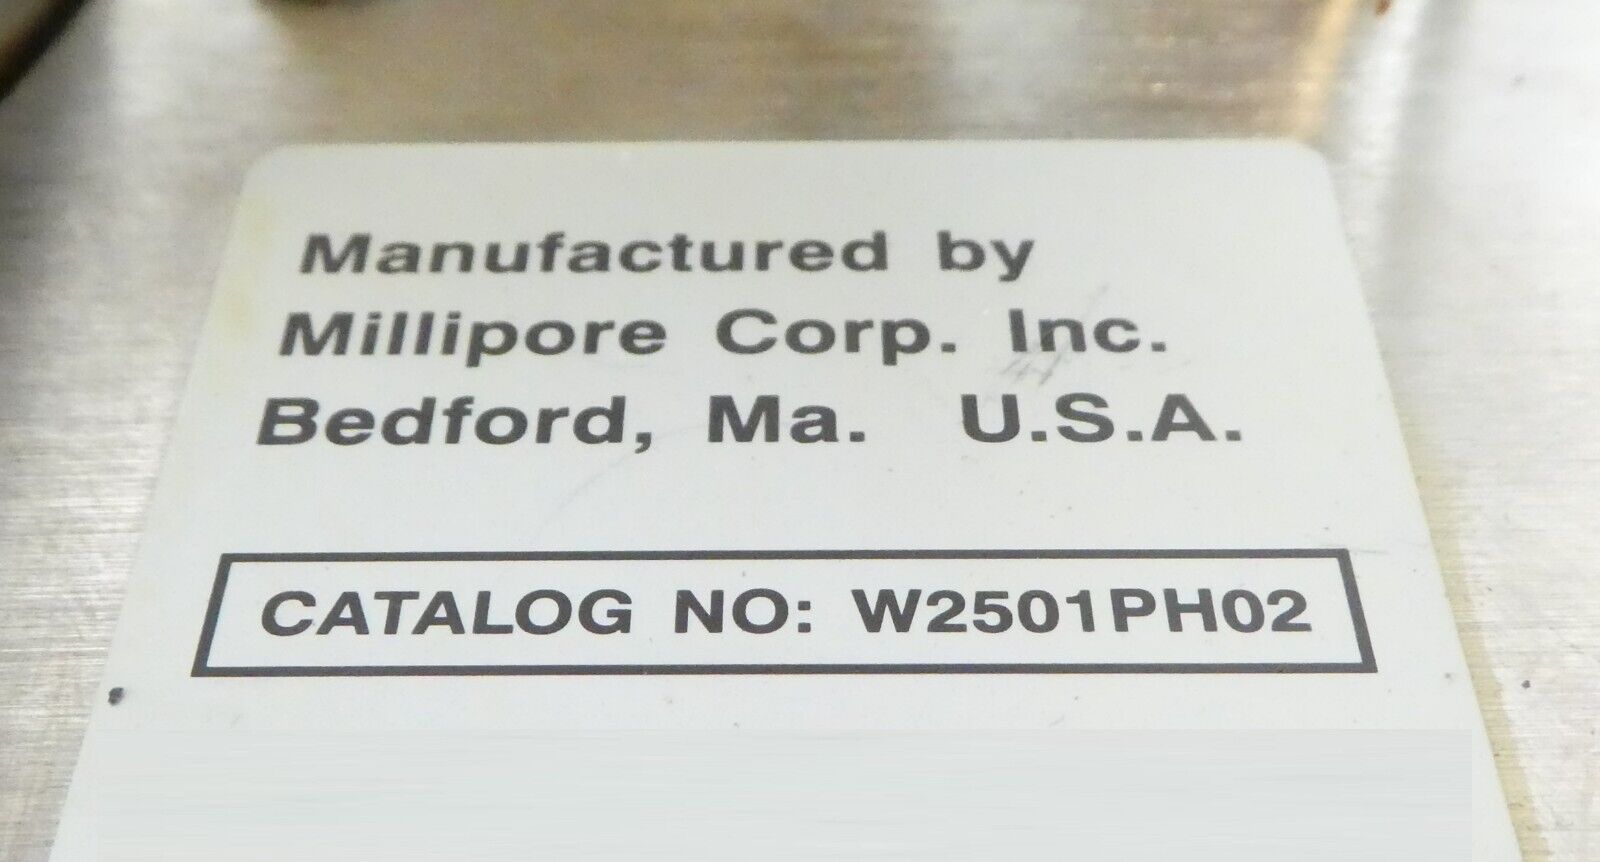 Manufactured by
Millipore Corp. Inc.
Bedford, Ma. U.S.A.
CATALOG NO: W2501PH02